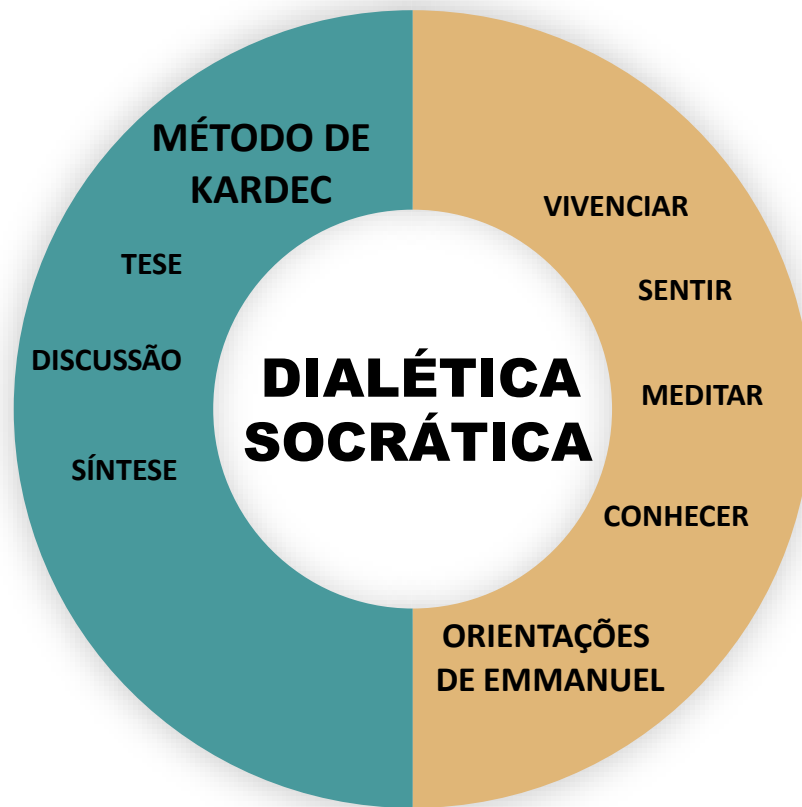 MÉTODO DE
KARDEC
TESE
DISCUSSÃO
SÍNTESE
DIALÉTICA
SOCRÁTICA
VIVENCIAR
SENTIR
MEDITAR
CONHECER
ORIENTAÇÕES
DE EMMANUEL